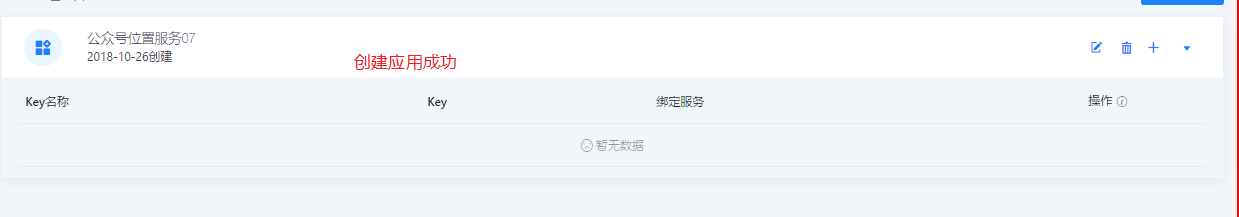 公众号位置服务07
2018-10-26创建
创建应用成功
Key名称 Key 绑定服务 操作
暂无数据